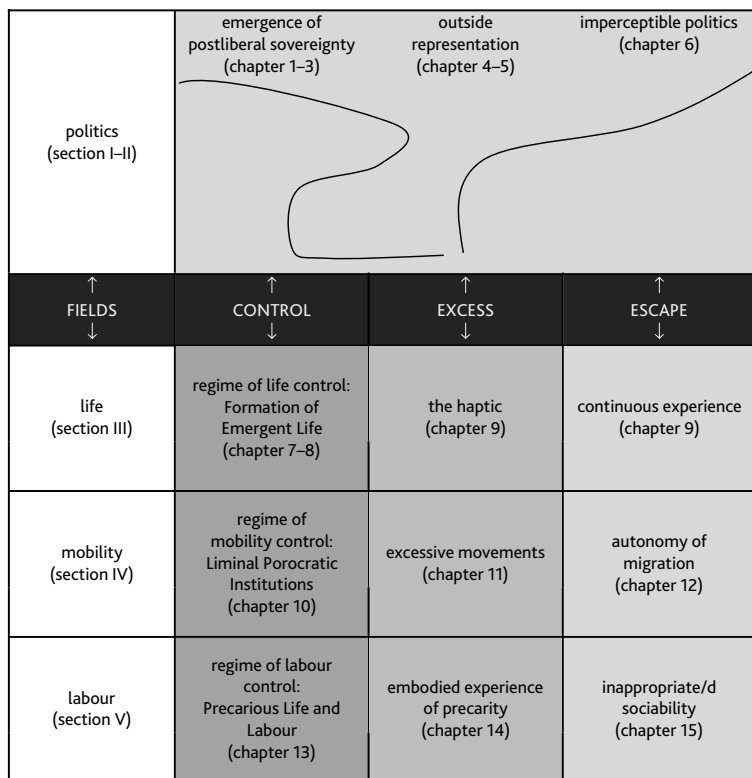 emergence of
postliberal sovereignty
(chapter 1–3)
outside
representation
(chapter 4–5)
imperceptible politics
(chapter 6)
politics
(section I–II)
↑ ↑ ↑ ↑
FIELDS CONTROL EXCESS ESCAPE
↓ ↓ ↓ ↓
life
(section III)
regime of life control:
Formation of
Emergent Life
(chapter 7–8)
the haptic
(chapter 9)
continuous experience
(chapter 9)
mobility
(section IV)
regime of
mobility control:
Liminal Porocratic
Institutions
(chapter 10)
excessive movements
(chapter 11)
autonomy of
migration
(chapter 12)
labour
(section V)
regime of labour
control:
Precarious Life and
Labour
(chapter 13)
embodied experience
of precarity
(chapter 14)
inappropriate/d
sociability
(chapter 15)